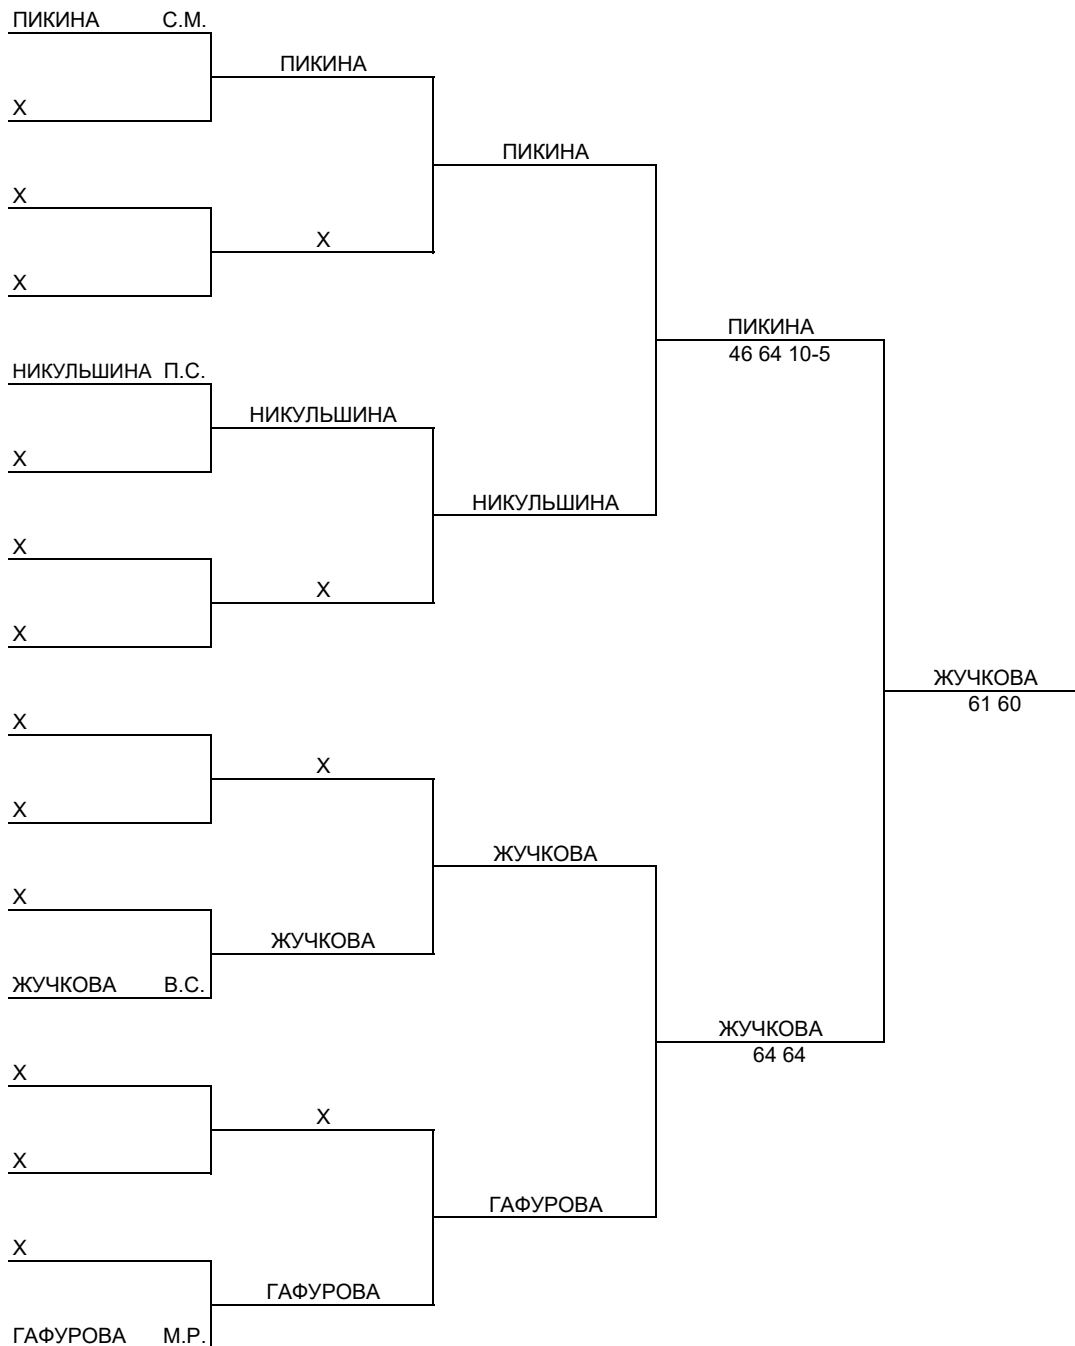 ПИКИНА С.М.
ПИКИНА
Х
ПИКИНА
Х
Х
Х
ПИКИНА
46 64 10-5
НИКУЛЬШИНА П.С.
НИКУЛЬШИНА
Х
НИКУЛЬШИНА
Х
Х
Х
ЖУЧКОВА
61 60
Х
Х
Х
ЖУЧКОВА
Х
ЖУЧКОВА
ЖУЧКОВА В.С.
ЖУЧКОВА
64 64
Х
Х
Х
ГАФУРОВА
Х
ГАФУРОВА
ГАФУРОВА М.Р.